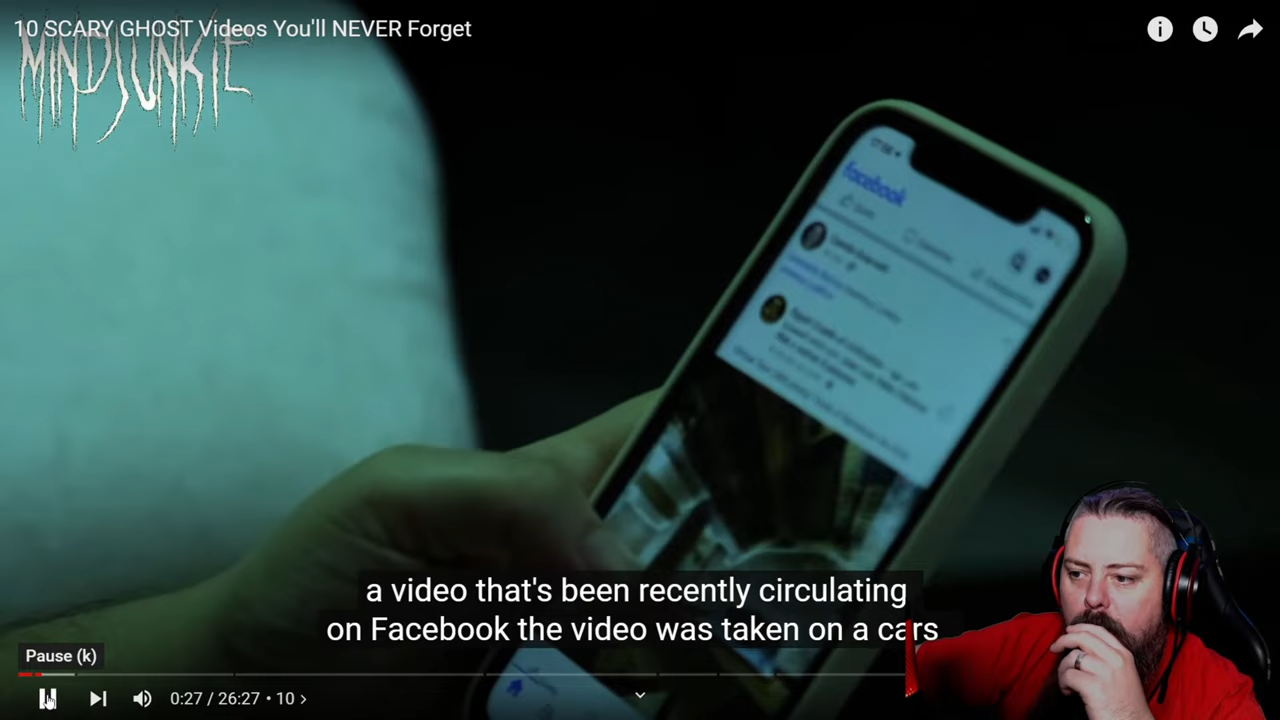 10 SCARY GHOST Videos You'll NEVER Forget
MINDJUNKIE
facebook
a video that's been recently circulating
on Facebook the video was taken on a cars
Pause (k)
0:27 / 26:27 • 10 >